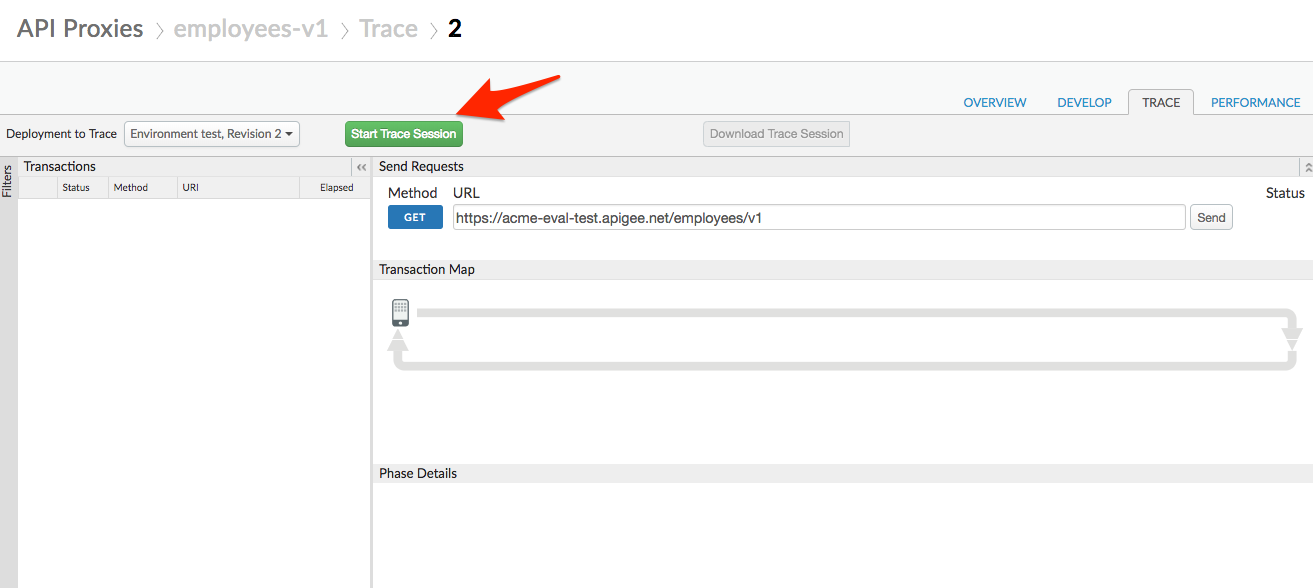 API Proxies > employees-v1 > Trace > 2
OVERVIEW DEVELOP TRACE PERFORMANCE
Deployment to Trace Environment test, Revision 2 Start Trace Session Download Trace Session
Filters
Transactions Send Requests
Status Method URI Elapsed
Method URL Status
GET https://acme-eval-test.apigee.net/employees/v1 Send
Transaction Map
Phase Details